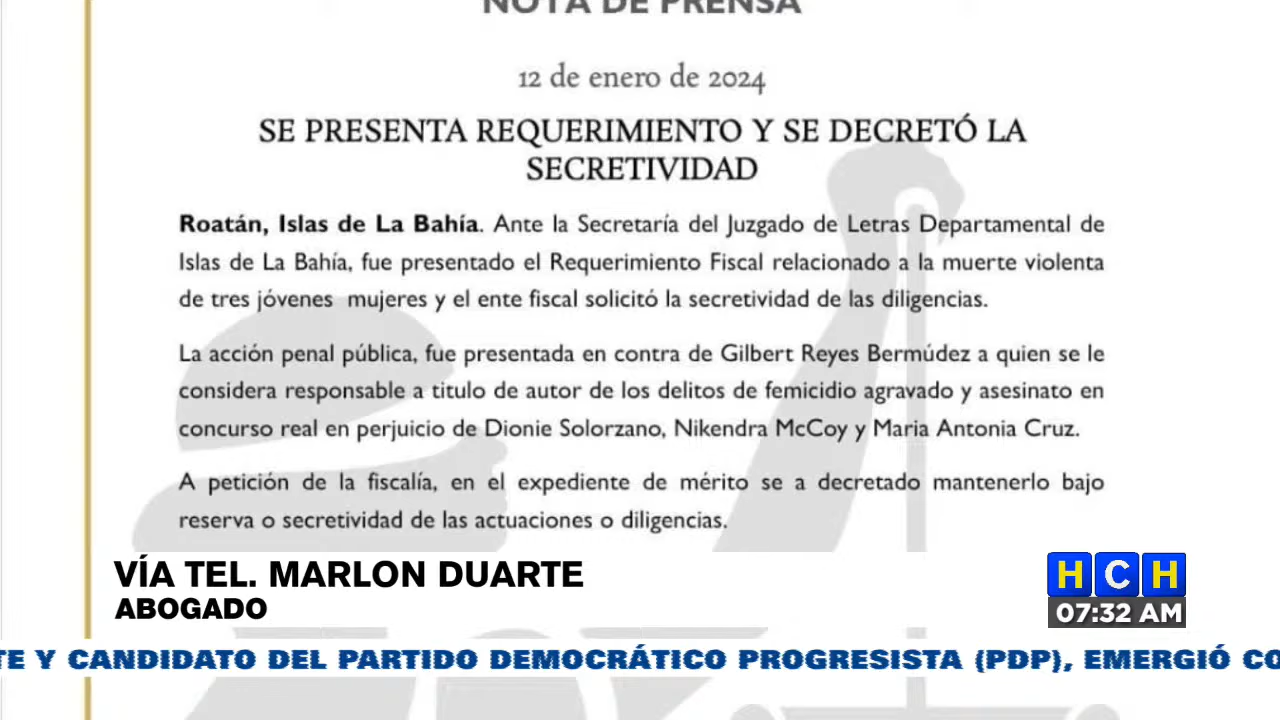 NOTA DE PRENSA
12 de enero de 2024
SE PRESENTA REQUERIMIENTO Y SE DECRETÓ LA
SECRETIVIDAD
Roatán, Islas de La Bahía. Ante la Secretaría del Juzgado de Letras Departamental de
Islas de La Bahía, fue presentado el Requerimiento Fiscal relacionado a la muerte violenta
de tres jóvenes mujeres y el ente fiscal solicitó la secretividad de las diligencias.
La acción penal pública, fue presentada en contra de Gilbert Reyes Bermúdez a quien se le
considera responsable a titulo de autor de los delitos de femicidio agravado y asesinato en
concurso real en perjuicio de Dionie Solorzano, Nikendra McCoy y Maria Antonia Cruz.
A petición de la fiscalía, en el expediente de mérito se a decretado mantenerlo bajo
reserva o secretividad de las actuaciones o diligencias.
VÍA TEL. MARLON DUARTE
ABOGADO
HCH
07:32 AM
TE Y CANDIDATO DEL PARTIDO DEMOCRÁTICO PROGRESISTA (PDP), EMERGIÓ CO